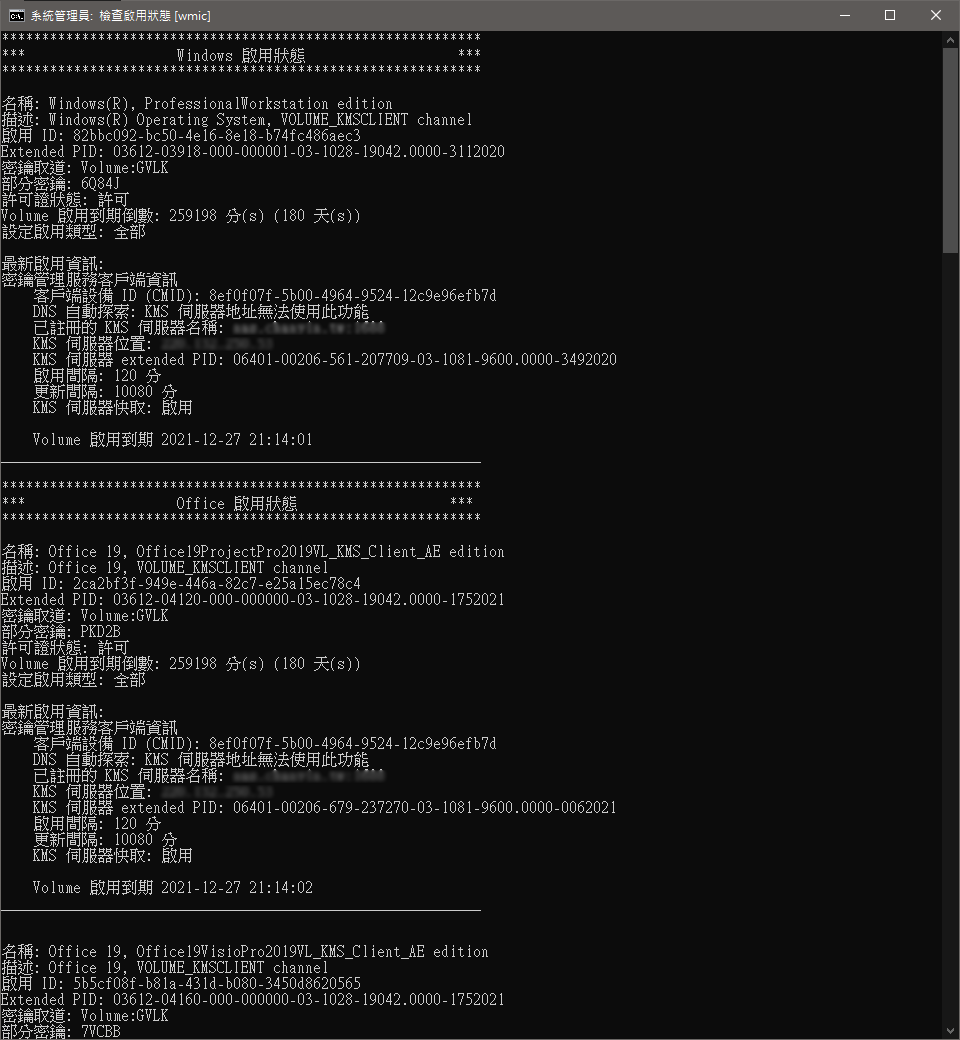 系統管理員: 檢查啟用狀態 [wmic]
************************************************************
***                   Windows 啟用狀態                   ***
************************************************************
名稱: Windows(R), ProfessionalWorkstation edition
描述: Windows(R) Operating System, VOLUME_KMSCLIENT channel
啟用 ID: 82bbc092-bc50-4e16-8e18-b74fc486aec3
Extended PID: 03612-03918-000-000001-03-1028-19042.0000-3112020
密鑰取道: Volume:GVLK
部分密鑰: 6Q84J
許可證狀態: 許可
Volume 啟用到期倒數: 259198 分(s) (180 天(s))
設定啟用類型: 全部
最新啟用資訊:
密鑰管理服務客戶端資訊
    客戶端設備 ID (CMID): 8ef0f07f-5b00-4964-9524-12c9e96efb7d
    DNS 自動探索: KMS 伺服器地址無法使用此功能
    已註冊的 KMS 伺服器名稱:
    KMS 伺服器位置:
    KMS 伺服器 extended PID: 06401-00206-561-207709-03-1081-9600.0000-3492020
    啟用間隔: 120 分
    更新間隔: 10080 分
    KMS 伺服器快取: 啟用
    Volume 啟用到期 2021-12-27 21:14:01
____________________________________________________________
************************************************************
***                   Office 啟用狀態                   ***
************************************************************
名稱: Office 19, Office19ProjectPro2019VL_KMS_Client_AE edition
描述: Office 19, VOLUME_KMSCLIENT channel
啟用 ID: 2ca2bf3f-949e-446a-82c7-e25a15ec78c4
Extended PID: 03612-04120-000-000000-03-1028-19042.0000-1752021
密鑰取道: Volume:GVLK
部分密鑰: PKD2B
許可證狀態: 許可
Volume 啟用到期倒數: 259198 分(s) (180 天(s))
設定啟用類型: 全部
最新啟用資訊:
密鑰管理服務客戶端資訊
    客戶端設備 ID (CMID): 8ef0f07f-5b00-4964-9524-12c9e96efb7d
    DNS 自動探索: KMS 伺服器地址無法使用此功能
    已註冊的 KMS 伺服器名稱:
    KMS 伺服器位置:
    KMS 伺服器 extended PID: 06401-00206-679-237270-03-1081-9600.0000-0062021
    啟用間隔: 120 分
    更新間隔: 10080 分
    KMS 伺服器快取: 啟用
    Volume 啟用到期 2021-12-27 21:14:02
____________________________________________________________
名稱: Office 19, Office19VisioPro2019VL_KMS_Client_AE edition
描述: Office 19, VOLUME_KMSCLIENT channel
啟用 ID: 5b5cf08f-b81a-431d-b080-3450d8620565
Extended PID: 03612-04160-000-000000-03-1028-19042.0000-1752021
密鑰取道: Volume:GVLK
部分密鑰: 7VCBB